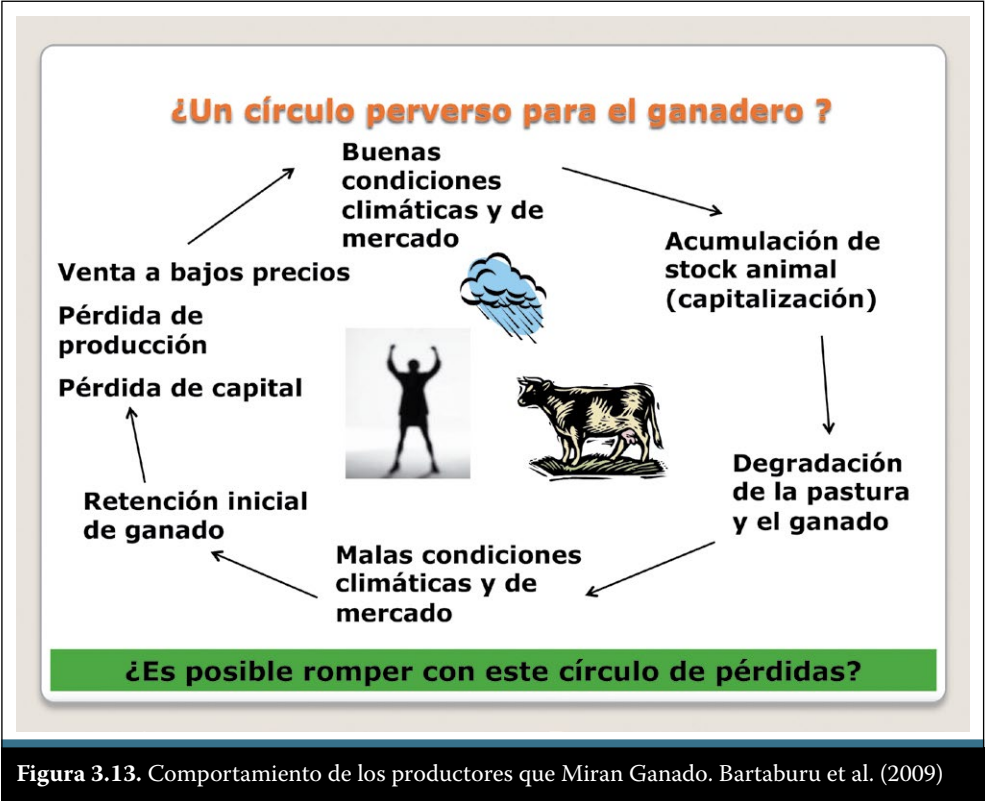 ¿Un círculo perverso para el ganadero ?
Buenas
condiciones
climáticas y de
mercado
Acumulación de
stock animal
(capitalización)
Degradación
de la pastura
y el ganado
Malas condiciones
climáticas y de
mercado
Retención inicial
de ganado
Venta a bajos precios
Pérdida de
producción
Pérdida de capital
¿Es posible romper con este círculo de pérdidas?
Figura 3.13. Comportamiento de los productores que Miran Ganado. Bartaburu et al. (2009)